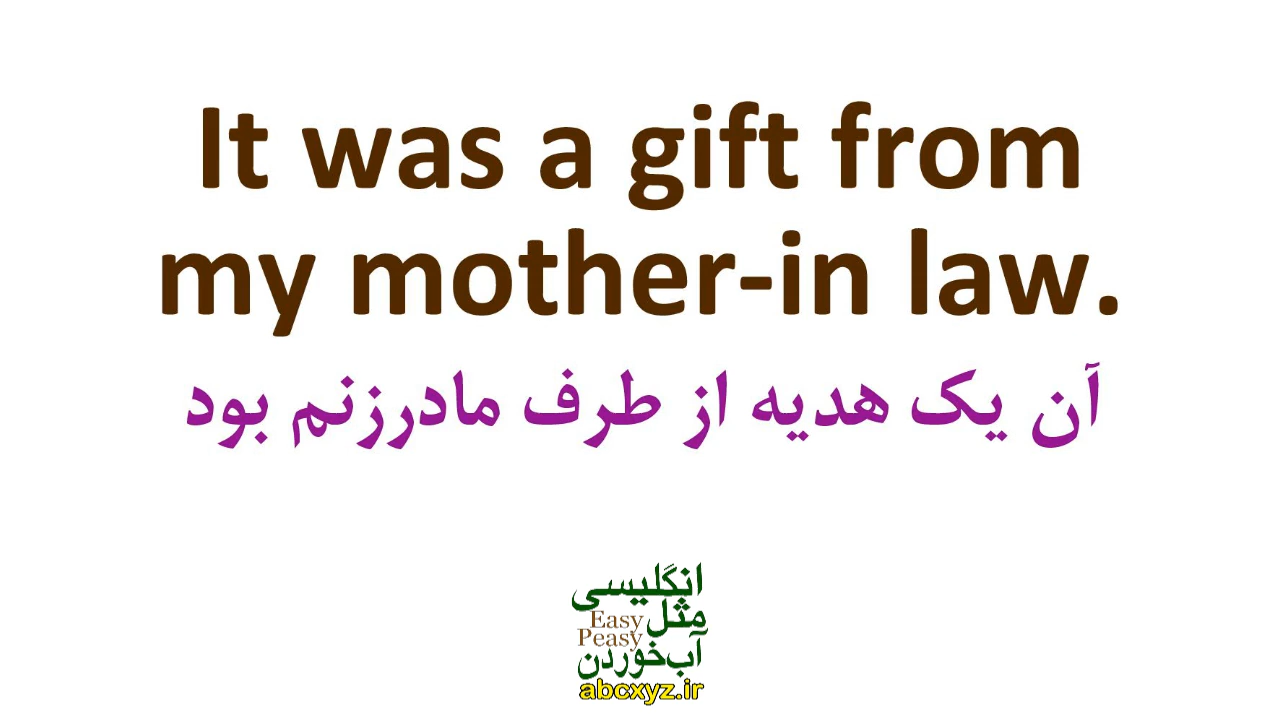 It was a gift from
my mother-in law.
آن یک هدیه از طرف مادرزنم بود
انگلیسی
مثل
Easy
Peasy
آب‌خوردن
abcxyz.ir